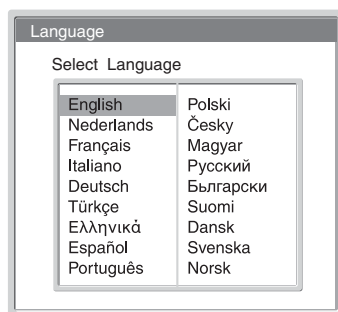 Language
Select Language
English
Nederlands
Français
Italiano
Deutsch
Türkçe
Ελληνικά
Español
Português
Polski
Česky
Magyar
Русский
Бьлгарски
Suomi
Dansk
Svenska
Norsk